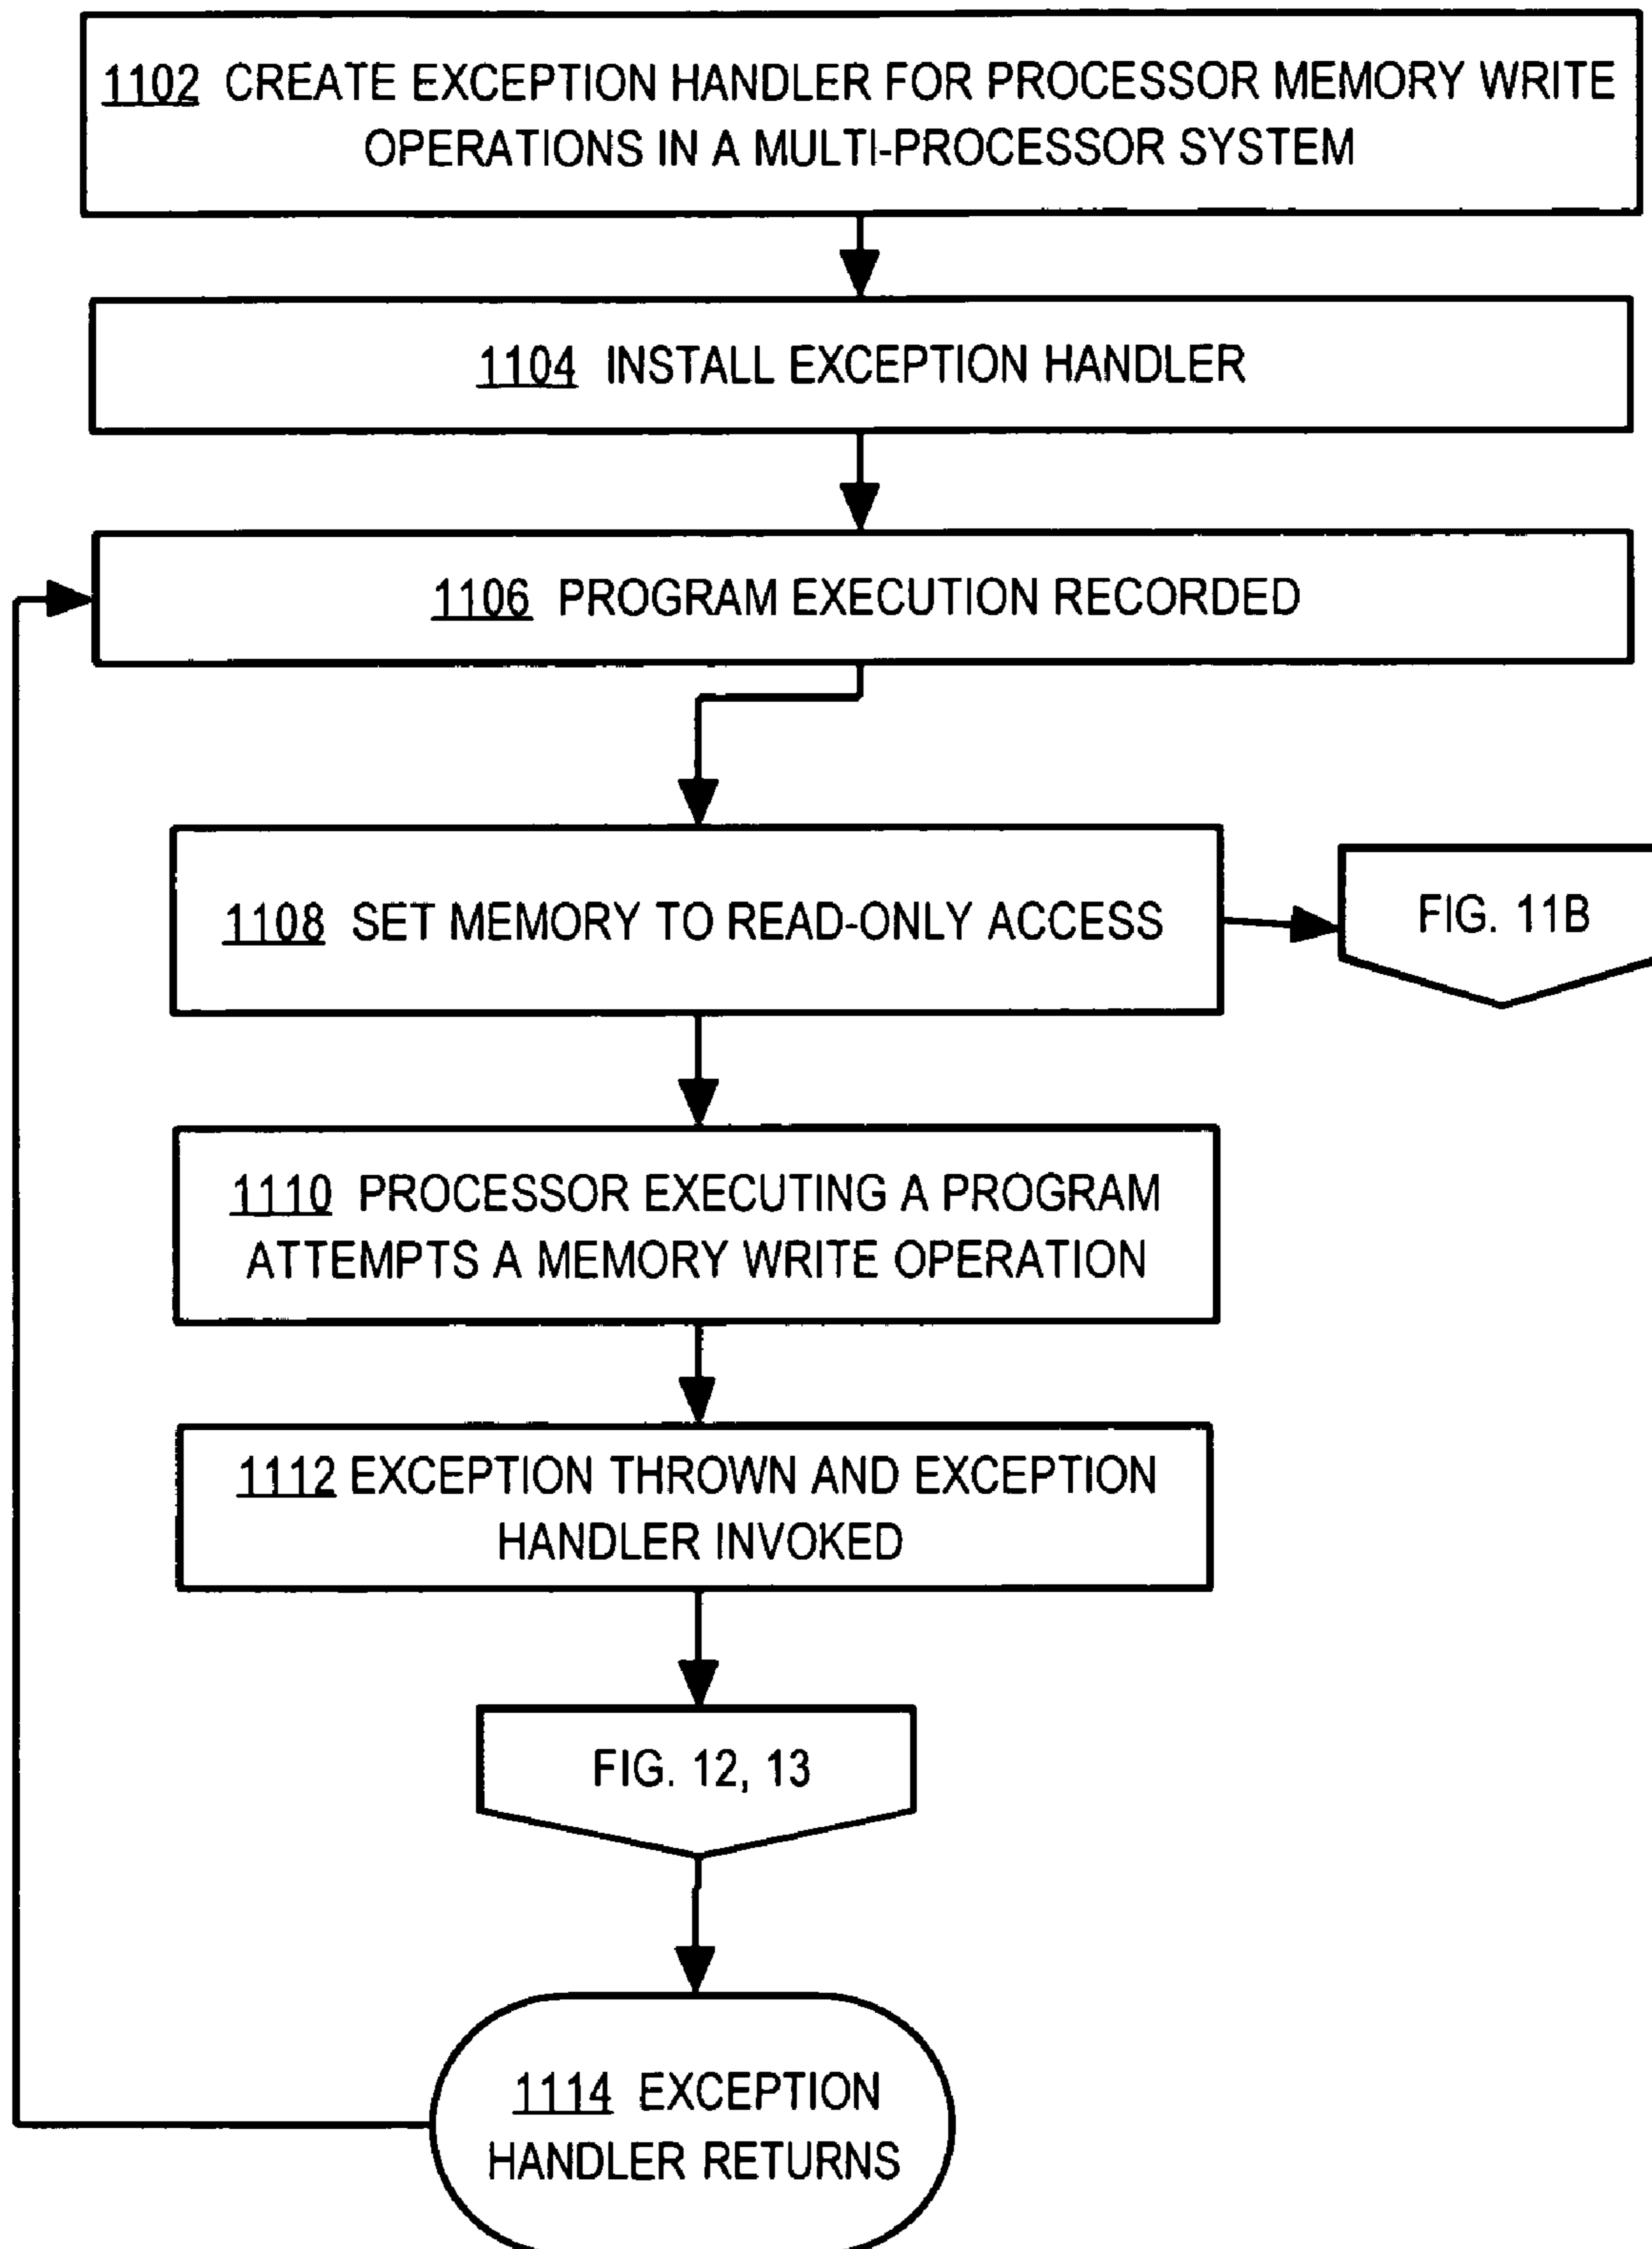 1102 CREATE EXCEPTION HANDLER FOR PROCESSOR MEMORY WRITE
OPERATIONS IN A MULTI-PROCESSOR SYSTEM
1104 INSTALL EXCEPTION HANDLER
1106 PROGRAM EXECUTION RECORDED
1108 SET MEMORY TO READ-ONLY ACCESS
FIG. 11B
1110 PROCESSOR EXECUTING A PROGRAM
ATTEMPTS A MEMORY WRITE OPERATION
1112 EXCEPTION THROWN AND EXCEPTION
HANDLER INVOKED
FIG. 12, 13
1114 EXCEPTION
HANDLER RETURNS